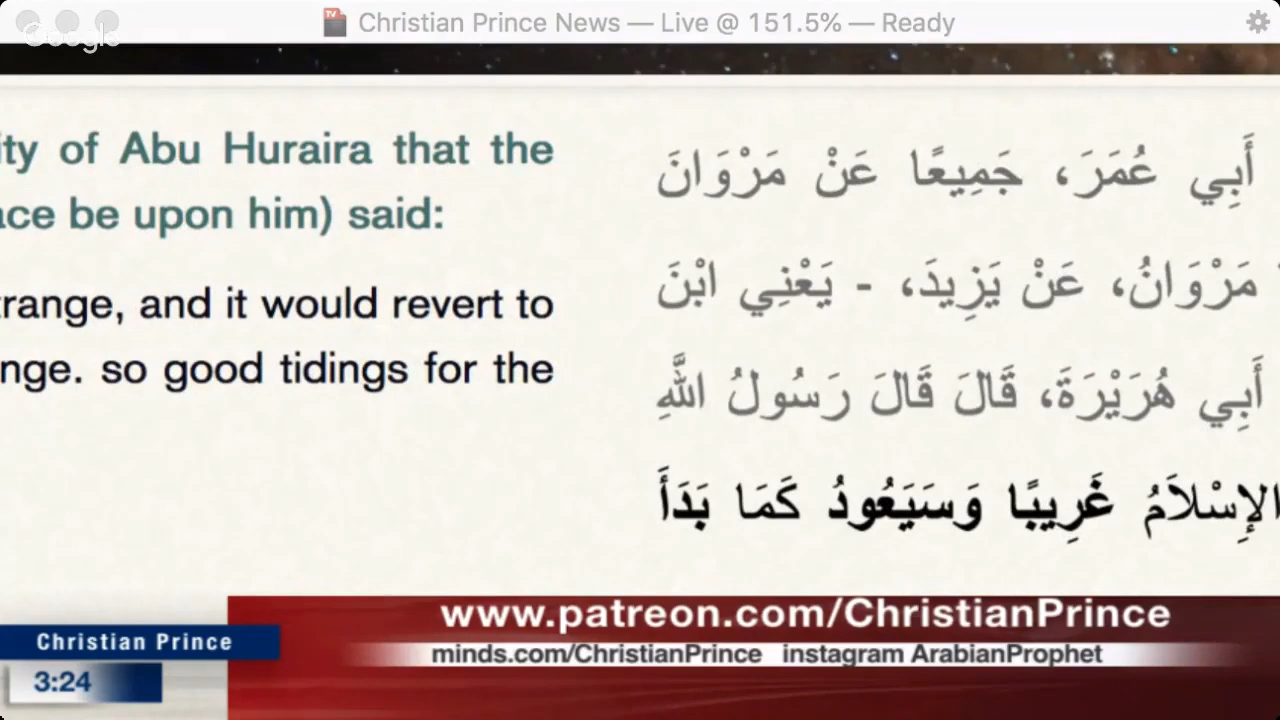 Christian Prince News — Live @ 151.5% — Ready
Google
ity of Abu Huraira that the
ace be upon him) said:
trange, and it would revert to
nge. so good tidings for the
أَبِي عُمَرَ، جَمِيعًا عَنْ مَرْوَانَ
مَرْوَانُ، عَنْ يَزِيدَ، - يَعْنِي ابْنَ
أَبِي هُرَيْرَةَ، قَالَ قَالَ رَسُولُ اللَّهِ
الإِسْلاَمُ غَرِيبًا وَسَيَعُودُ كَمَا بَدَأَ
www.patreon.com/ChristianPrince
minds.com/ChristianPrince instagram ArabianProphet
Christian Prince
3:24